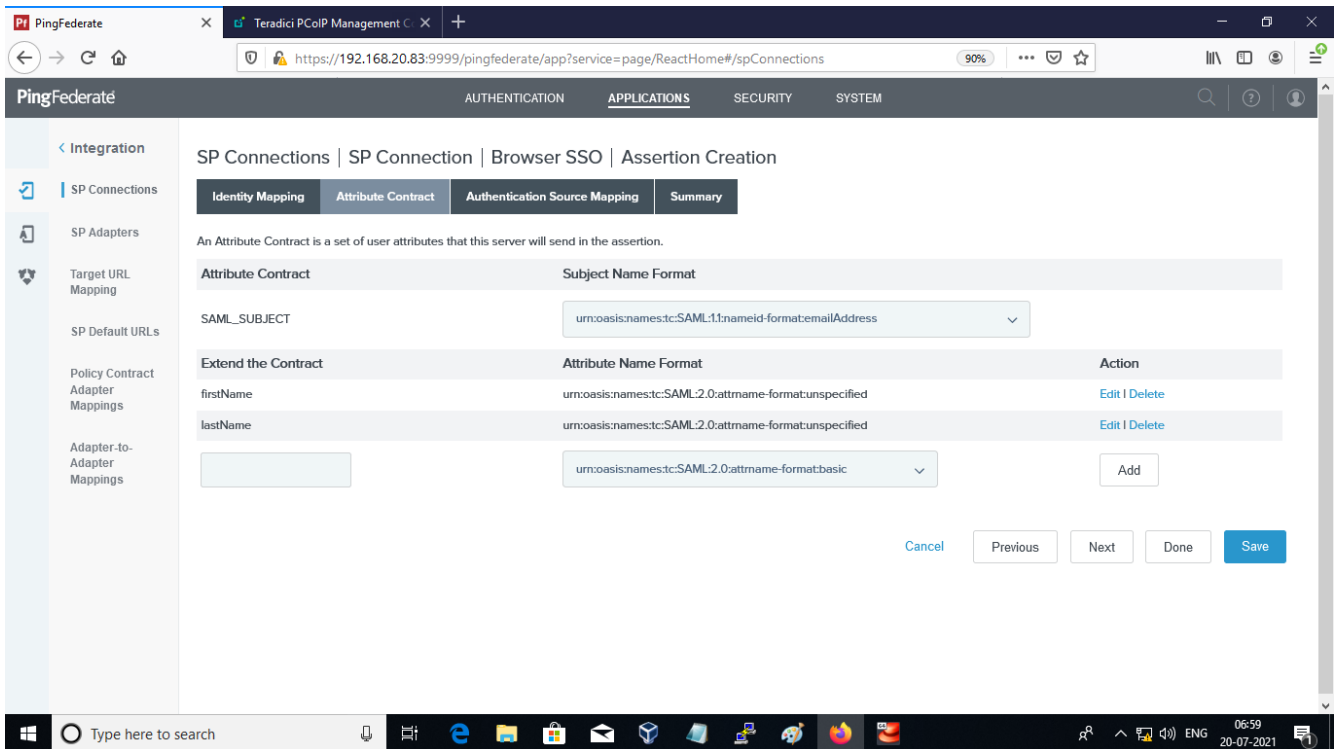 PingFederate
Teradici PCoIP Management C
https://192.168.20.83:9999/pingfederate/app?service=page/ReactHome#/spConnections
90%
PingFederate
AUTHENTICATION
APPLICATIONS
SECURITY
SYSTEM
Integration
SP Connections
SP Adapters
Target URL
Mapping
SP Default URLs
Policy Contract
Adapter
Mappings
Adapter-to-
Adapter
Mappings
SP Connections | SP Connection | Browser SSO | Assertion Creation
Identity Mapping
Attribute Contract
Authentication Source Mapping
Summary
An Attribute Contract is a set of user attributes that this server will send in the assertion.
Attribute Contract
Subject Name Format
SAML_SUBJECT
urn:oasis:names:tc:SAML:1.1:nameid-format:emailAddress
Extend the Contract
Attribute Name Format
Action
firstName
urn:oasis:names:tc:SAML:2.0:attrname-format:unspecified
Edit | Delete
lastName
urn:oasis:names:tc:SAML:2.0:attrname-format:unspecified
Edit | Delete
urn:oasis:names:tc:SAML:2.0:attrname-format:basic
Add
Cancel
Previous
Next
Done
Save
Type here to search
ENG
06:59
20-07-2021
1